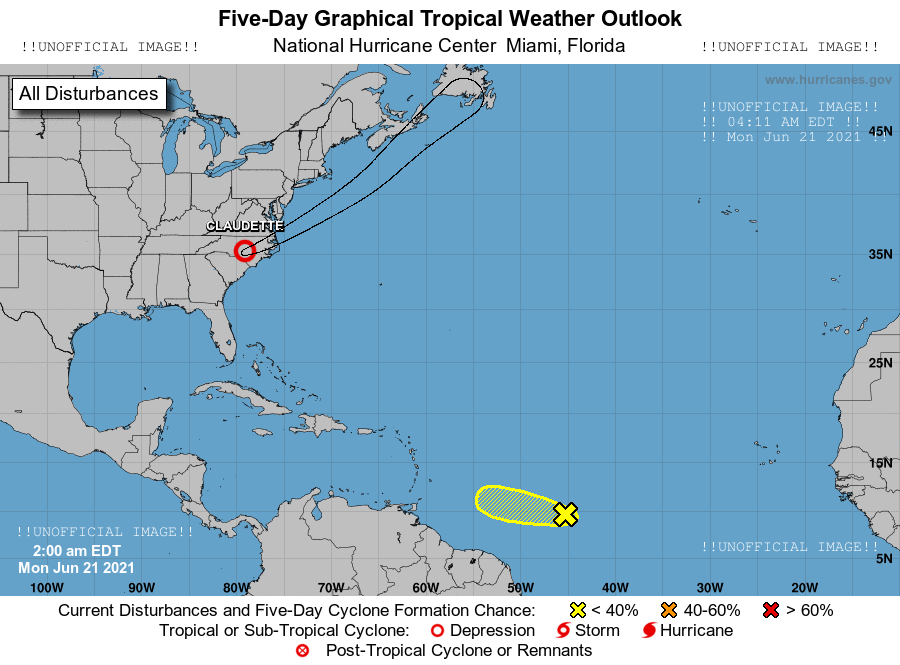 Five-Day Graphical Tropical Weather Outlook
!!UNOFFICIAL IMAGE!! National Hurricane Center Miami, Florida !!UNOFFICIAL IMAGE!!
www.hurricanes.gov
All Disturbances
!!UNOFFICIAL IMAGE!!
!! 04:11 AM EDT !!
!! Mon Jun 21 2021 !!
45N
CLAUDETTE
35N
25N
15N
!!UNOFFICIAL IMAGE!!
2:00 am EDT
!!UNOFFICIAL IMAGE!!
5N
Mon Jun 21 2021
100W 90W 80W 70W 60W 50W 40W 30W 20W
Current Disturbances and Five-Day Cyclone Formation Chance: < 40% 40-60% > 60%
Tropical or Sub-Tropical Cyclone: Depression Storm Hurricane
Post-Tropical Cyclone or Remnants